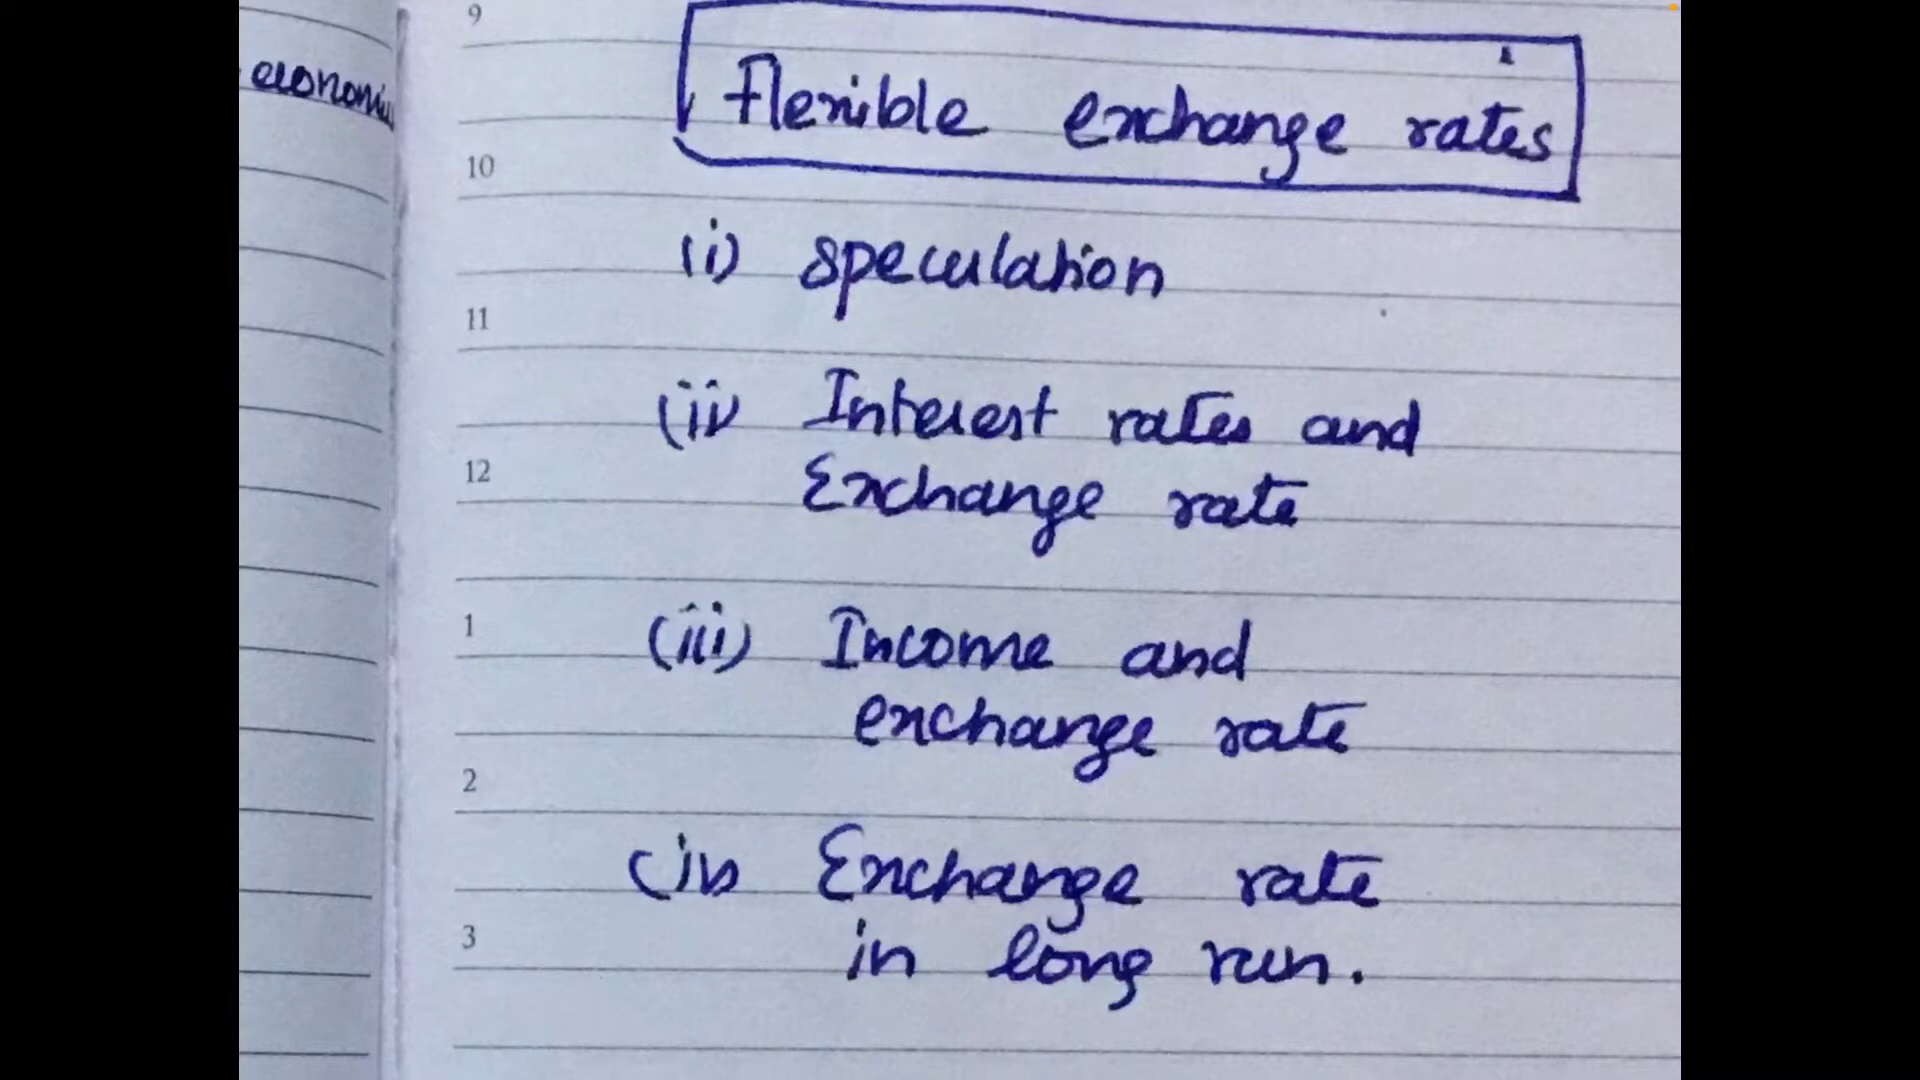 economi
9
Flexible exchange rates
10
(i) speculation
11
(ii) Interest rates and
12
Exchange rate
1
(iii) Income and
exchange rate
2
(iv) Exchange rate
3
in long run.